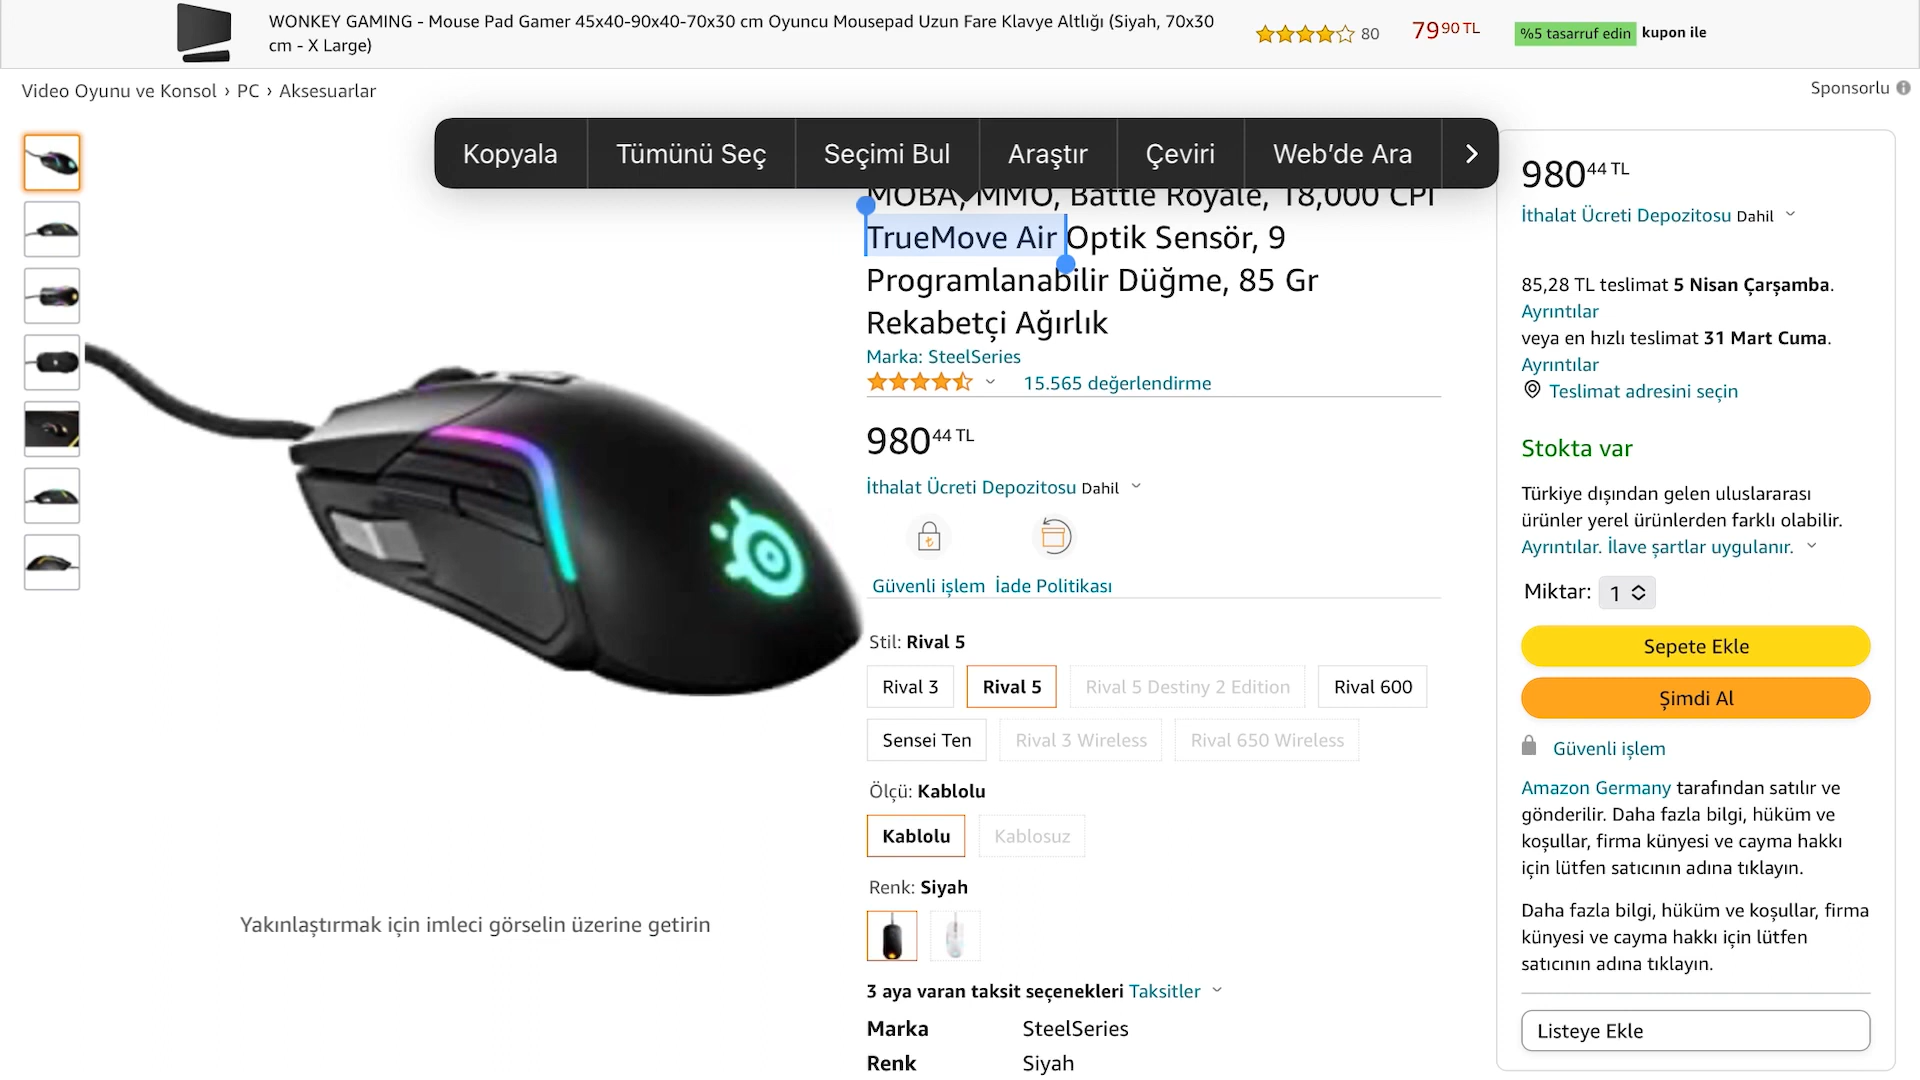 WONKEY GAMING - Mouse Pad Gamer 45x40-90x40-70x30 cm Oyuncu Mousepad Uzun Fare Klavye Altlığı (Siyah, 70x30
cm - X Large)
80
79⁹⁰ TL
%5 tasarruf edin kupon ile
Video Oyunu ve Konsol › PC › Aksesuarlar
Sponsorlu
Kopyala
Tümünü Seç
Seçimi Bul
Araştır
Çeviri
Web’de Ara
MOBA, MMO, Battle Royale, 18,000 CPI
TrueMove Air Optik Sensör, 9
Programlanabilir Düğme, 85 Gr
Rekabetçi Ağırlık
Marka: SteelSeries
15.565 değerlendirme
980⁴⁴ TL
İthalat Ücreti Depozitosu Dahil
Güvenli işlem
İade Politikası
Stil: Rival 5
Rival 3
Rival 5
Rival 5 Destiny 2 Edition
Rival 600
Sensei Ten
Rival 3 Wireless
Rival 650 Wireless
Ölçü: Kablolu
Kablolu
Kablosuz
Renk: Siyah
Yakınlaştırmak için imleci görselin üzerine getirin
3 aya varan taksit seçenekleri Taksitler
Marka SteelSeries
Renk Siyah
980⁴⁴ TL
İthalat Ücreti Depozitosu Dahil
85,28 TL teslimat 5 Nisan Çarşamba.
Ayrıntılar
veya en hızlı teslimat 31 Mart Cuma.
Ayrıntılar
Teslimat adresini seçin
Stokta var
Türkiye dışından gelen uluslararası
ürünler yerel ürünlerden farklı olabilir.
Ayrıntılar. İlave şartlar uygulanır.
Miktar: 1
Sepete Ekle
Şimdi Al
Güvenli işlem
Amazon Germany tarafından satılır ve
gönderilir. Daha fazla bilgi, hüküm ve
koşullar, firma künyesi ve cayma hakkı
için lütfen satıcının adına tıklayın.
Daha fazla bilgi, hüküm ve koşullar, firma
künyesi ve cayma hakkı için lütfen
satıcının adına tıklayın.
Listeye Ekle